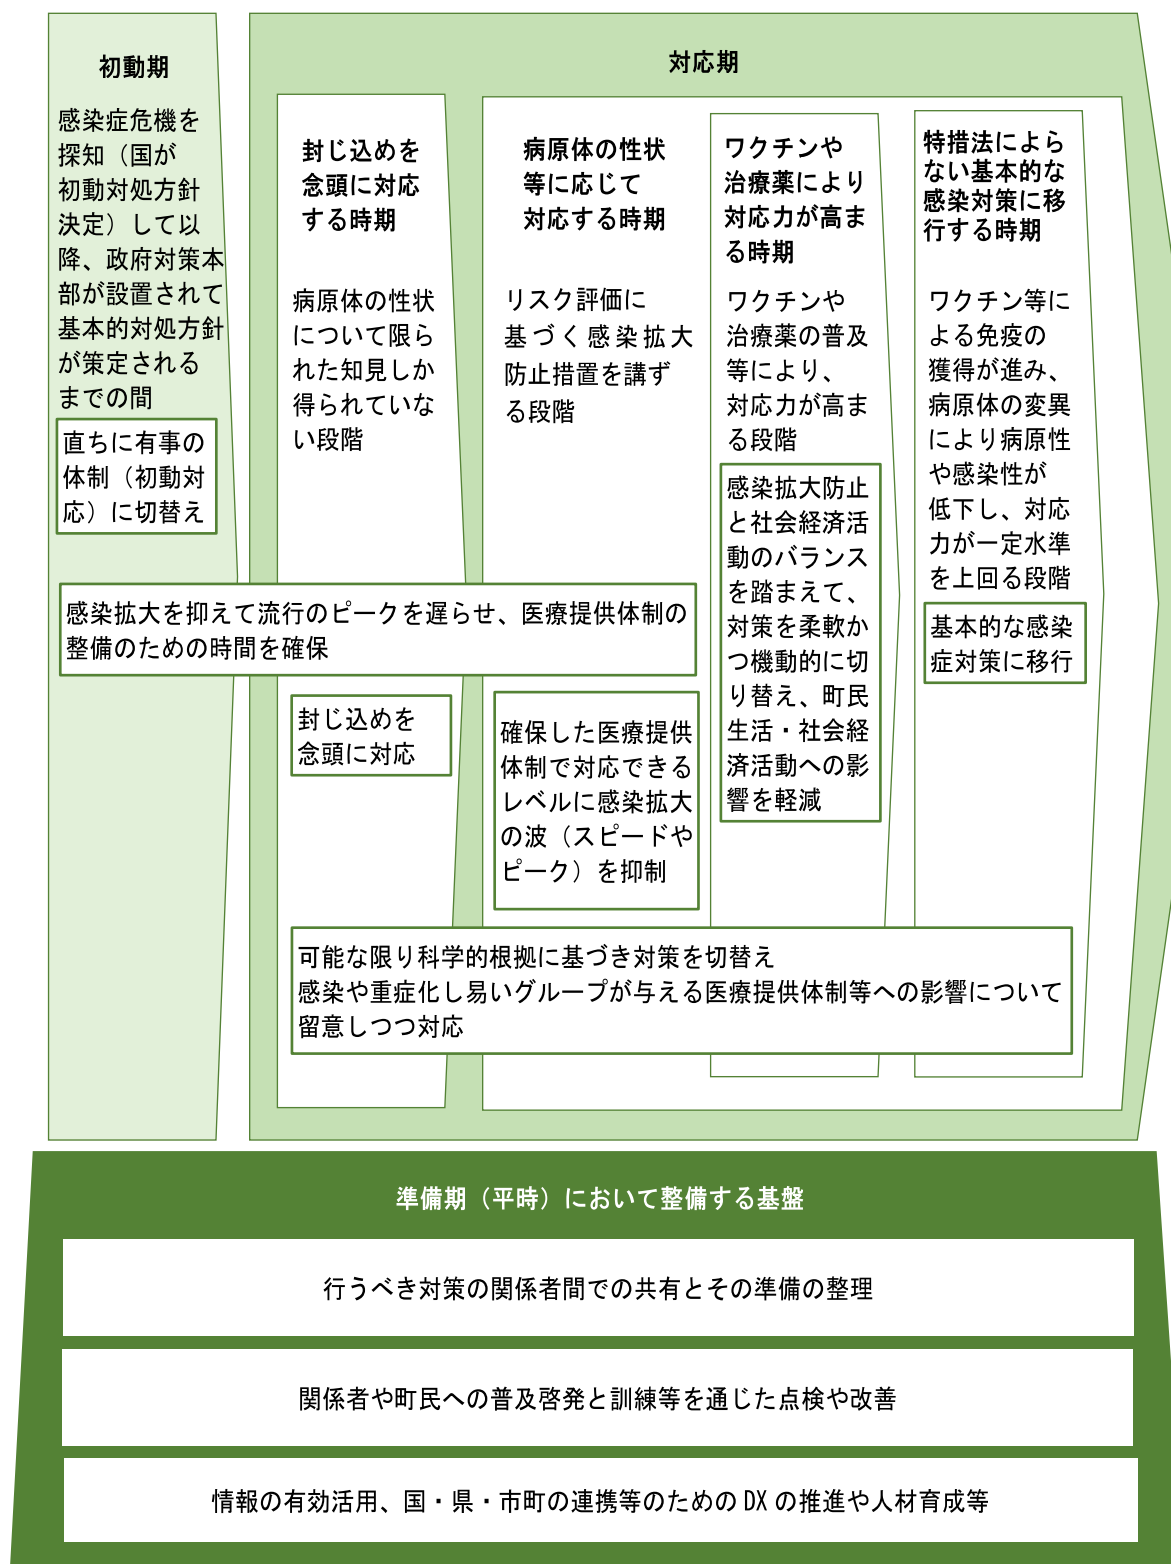 初動期
感染症危機を
探知（国が
初動対処方針
決定）して以
降、政府対策本
部が設置されて
基本的対処方針
が策定される
までの間
直ちに有事の
体制（初動対
応）に切替え
対応期
封じ込めを
念頭に対応
する時期
病原体の性状
について限ら
れた知見しか
得られていな
い段階
病原体の性状
等に応じて
対応する時期
リスク評価に
基づく感染拡大
防止措置を講ず
る段階
ワクチンや
治療薬により
対応力が高ま
る時期
ワクチンや
治療薬の普及
等により、
対応力が高ま
る段階
感染拡大防止
と社会経済活
動のバランス
を踏まえて、
対策を柔軟か
つ機動的に切
り替え、町民
生活・社会経
済活動への影
響を軽減
特措法によら
ない基本的な
感染対策に移
行する時期
ワクチン等に
よる免疫の
獲得が進み、
病原体の変異
により病原性
や感染性が
低下し、対応
力が一定水準
を上回る段階
基本的な感染
症対策に移行
感染拡大を抑えて流行のピークを遅らせ、医療提供体制の
整備のための時間を確保
封じ込めを
念頭に対応
確保した医療提供
体制で対応できる
レベルに感染拡大
の波（スピードや
ピーク）を抑制
可能な限り科学的根拠に基づき対策を切替え
感染や重症化し易いグループが与える医療提供体制等への影響について
留意しつつ対応
準備期（平時）において整備する基盤
行うべき対策の関係者間での共有とその準備の整理
関係者や町民への普及啓発と訓練等を通じた点検や改善
情報の有効活用、国・県・市町の連携等のための DX の推進や人材育成等